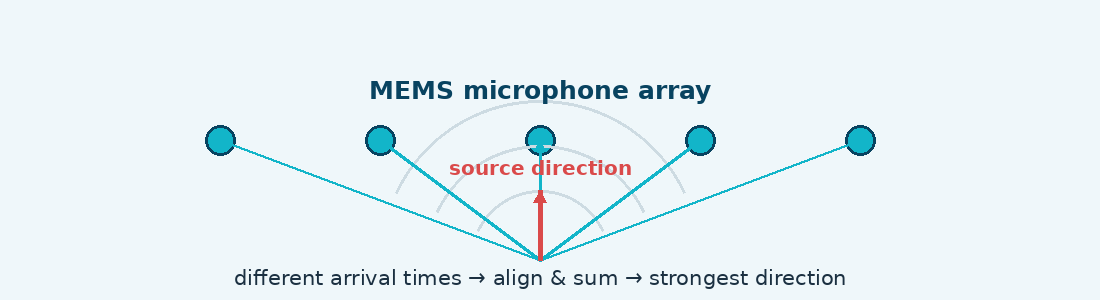 MEMS microphone array
source direction
different arrival times → align & sum → strongest direction